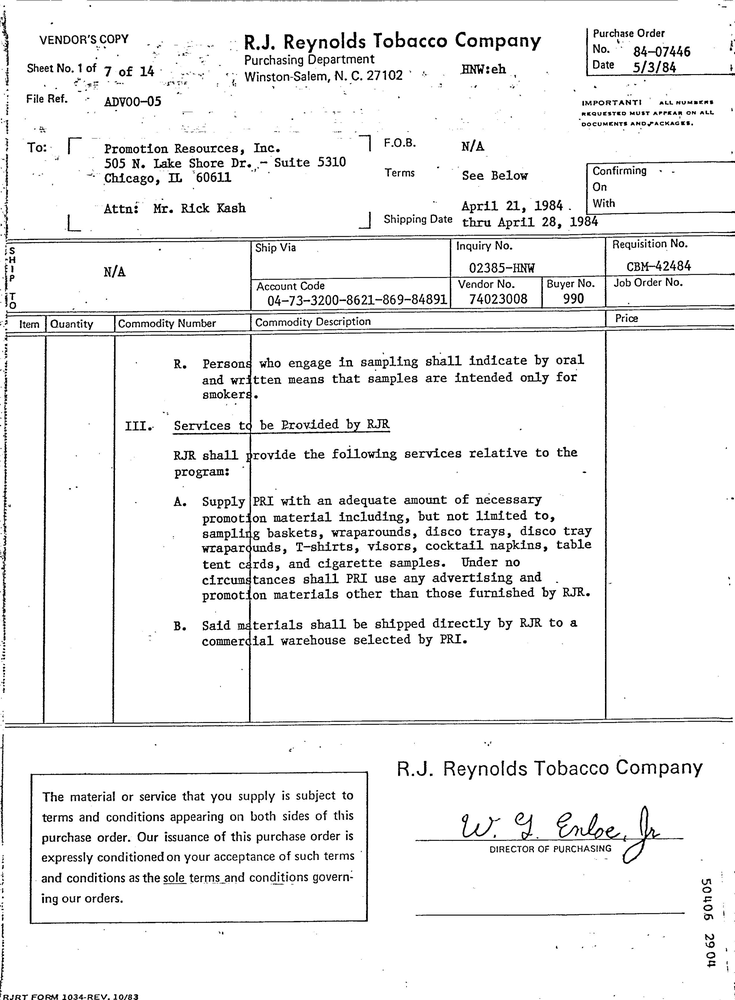 VENDOR'S COPY
R.J. Reynolds Tobacco Company
Purchasing Department
Winston-Salem, N. C. 27102
HNW:eh
Purchase Order
No. 84-07446
Date 5/3/84
Sheet No. 1 of 7 of 14
File Ref. ADV00-05
IMPORTANT! ALL NUMBERS
REQUESTED MUST APPEAR ON ALL
DOCUMENTS AND PACKAGES.
To: Promotion Resources, Inc.
505 N. Lake Shore Dr. - Suite 5310
Chicago, IL 60611
Attn: Mr. Rick Kash
F.O.B. N/A
Terms See Below
April 21, 1984
Shipping Date thru April 28, 1984
Confirming
On
With
SHIP TO
N/A
Ship Via
Inquiry No.
02385-HNW
Requisition No.
CBM-42484
Account Code
04-73-3200-8621-869-84891
Vendor No.
74023008
Buyer No.
990
Job Order No.
Item Quantity Commodity Number Commodity Description Price
R. Persons who engage in sampling shall indicate by oral
and written means that samples are intended only for
smokers.
III. Services to be Provided by RJR
RJR shall provide the following services relative to the
program:
A. Supply PRI with an adequate amount of necessary
promotion material including, but not limited to,
sampling baskets, wraparounds, disco trays, disco tray
wraparounds, T-shirts, visors, cocktail napkins, table
tent cards, and cigarette samples. Under no
circumstances shall PRI use any advertising and
promotion materials other than those furnished by RJR.
B. Said materials shall be shipped directly by RJR to a
commercial warehouse selected by PRI.
The material or service that you supply is subject to
terms and conditions appearing on both sides of this
purchase order. Our issuance of this purchase order is
expressly conditioned on your acceptance of such terms
and conditions as the sole terms and conditions govern-
ing our orders.
R.J. Reynolds Tobacco Company
W. G. Enloe, Jr
DIRECTOR OF PURCHASING
50406 2904
RJRT FORM 1034-REV. 10/83